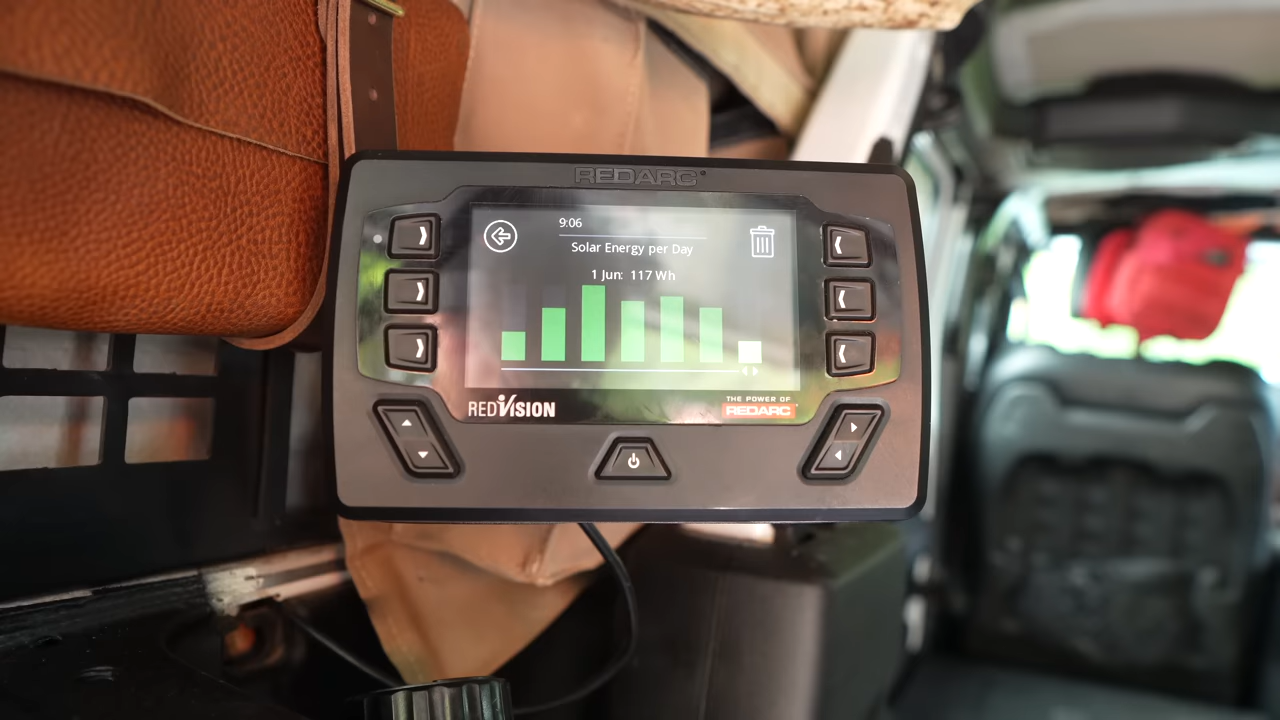 REDARC
9:06
Solar Energy per Day
1 Jun: 117 Wh
REDVISION
THE POWER OF
REDARC